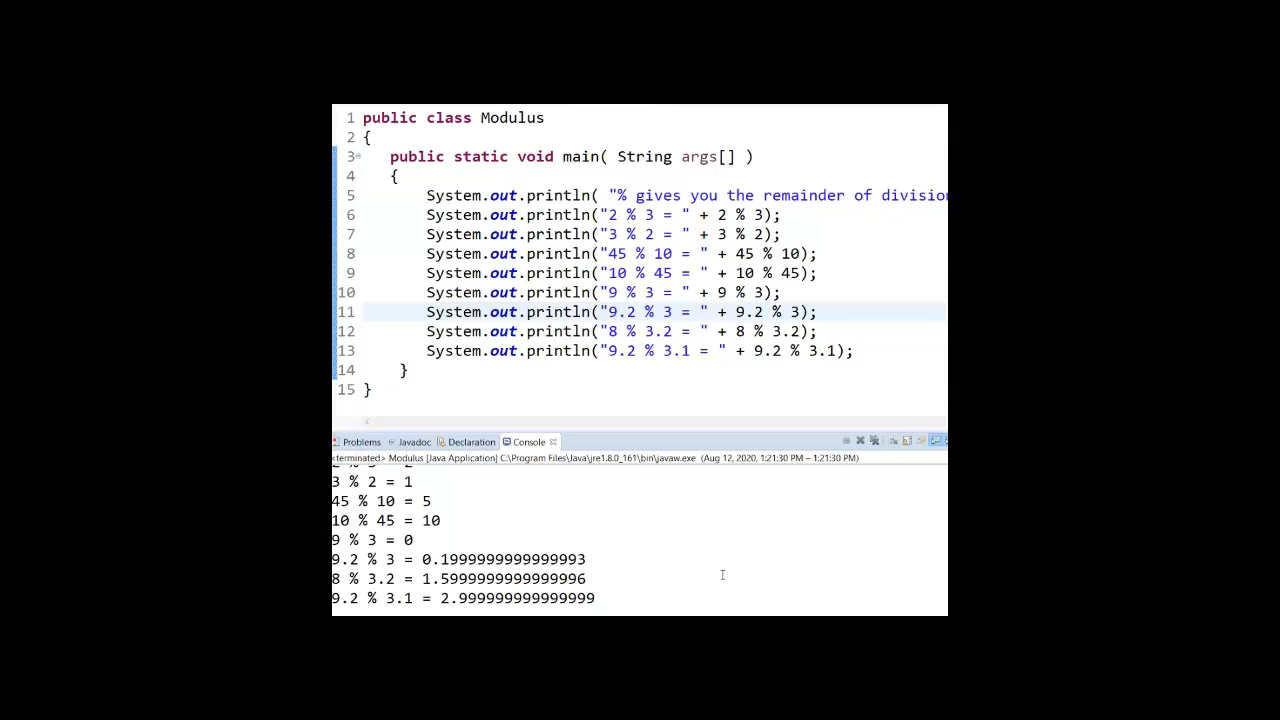 1 public class Modulus
2 {
3 public static void main( String args[] )
4 {
5 System.out.println( "% gives you the remainder of divisio
6 System.out.println("2 % 3 = " + 2 % 3);
7 System.out.println("3 % 2 = " + 3 % 2);
8 System.out.println("45 % 10 = " + 45 % 10);
9 System.out.println("10 % 45 = " + 10 % 45);
10 System.out.println("9 % 3 = " + 9 % 3);
11 System.out.println("9.2 % 3 = " + 9.2 % 3);
12 System.out.println("8 % 3.2 = " + 8 % 3.2);
13 System.out.println("9.2 % 3.1 = " + 9.2 % 3.1);
14 }
15 }
Problems Javadoc Declaration Console
<terminated> Modulus [Java Application] C:\Program Files\Java\jre1.8.0_161\bin\javaw.exe (Aug 12, 2020, 1:21:30 PM – 1:21:30 PM)
3 % 2 = 1
45 % 10 = 5
10 % 45 = 10
9 % 3 = 0
9.2 % 3 = 0.1999999999999993
8 % 3.2 = 1.5999999999999996
9.2 % 3.1 = 2.999999999999999